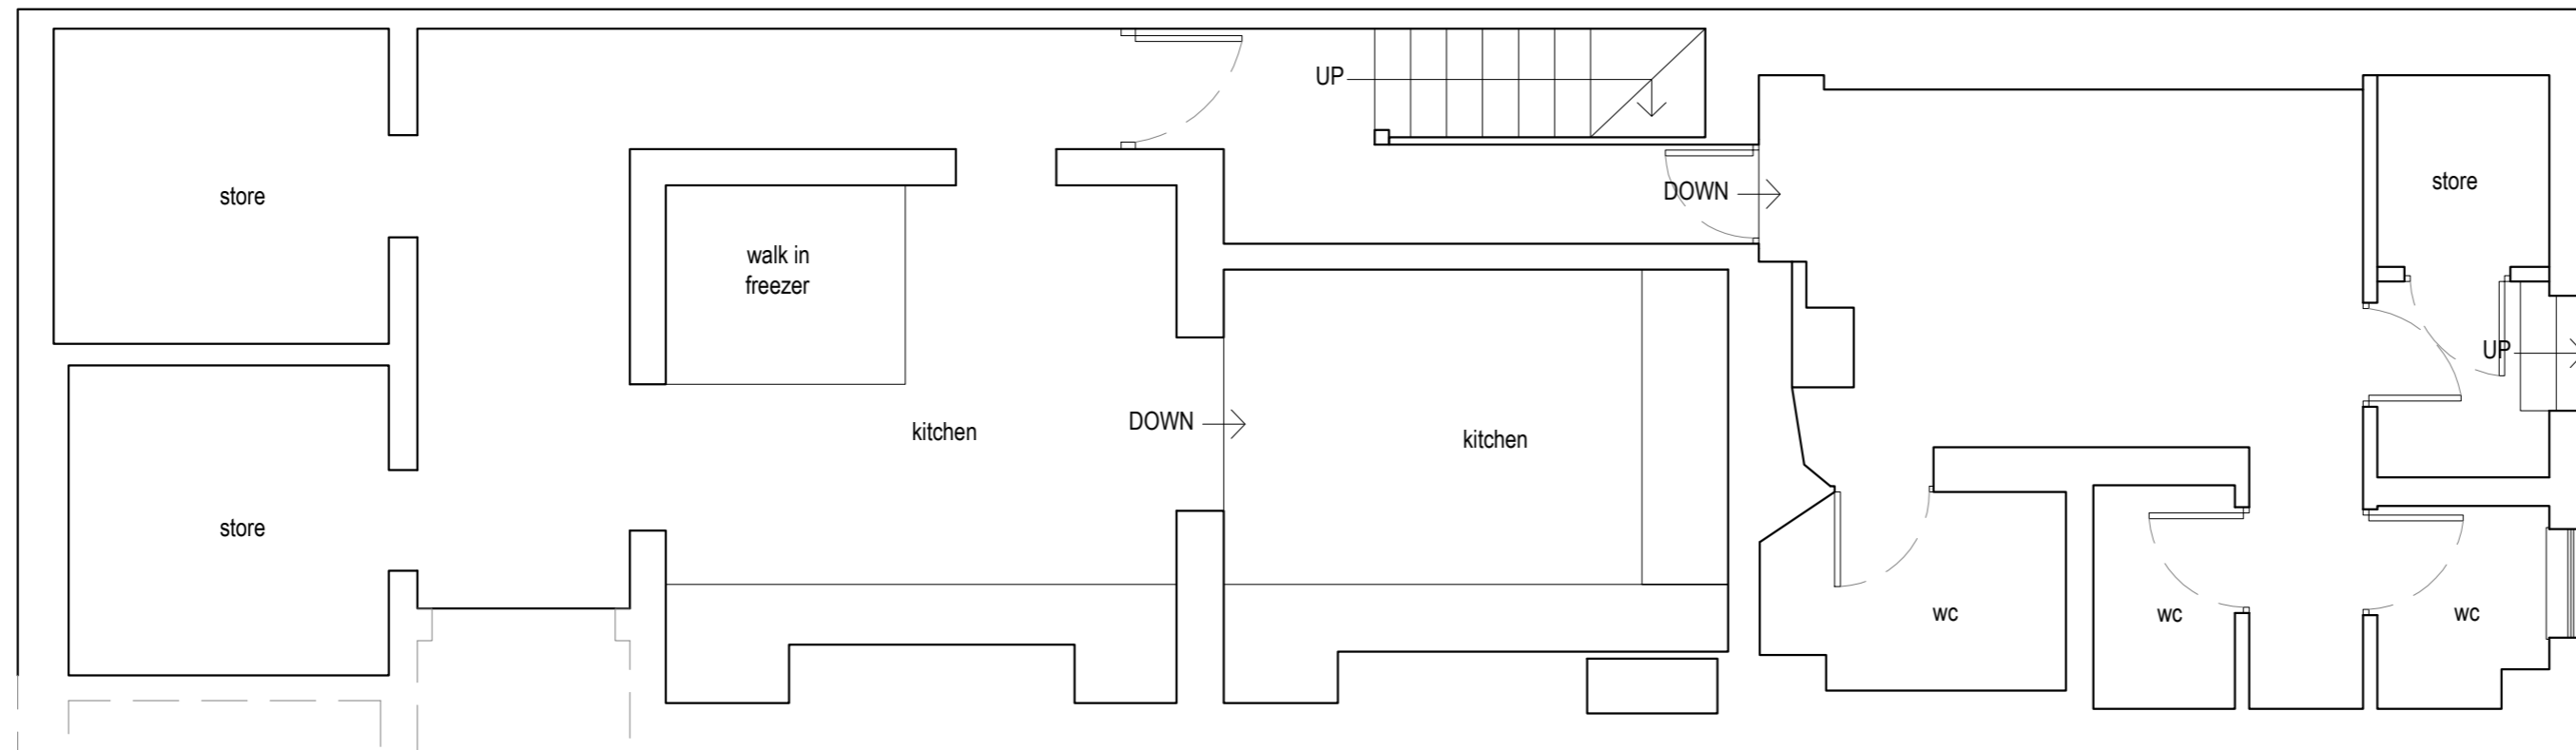 UP
store
DOWN
store
walk in
freezer
UP
DOWN
kitchen
kitchen
store
wc
wc
wc